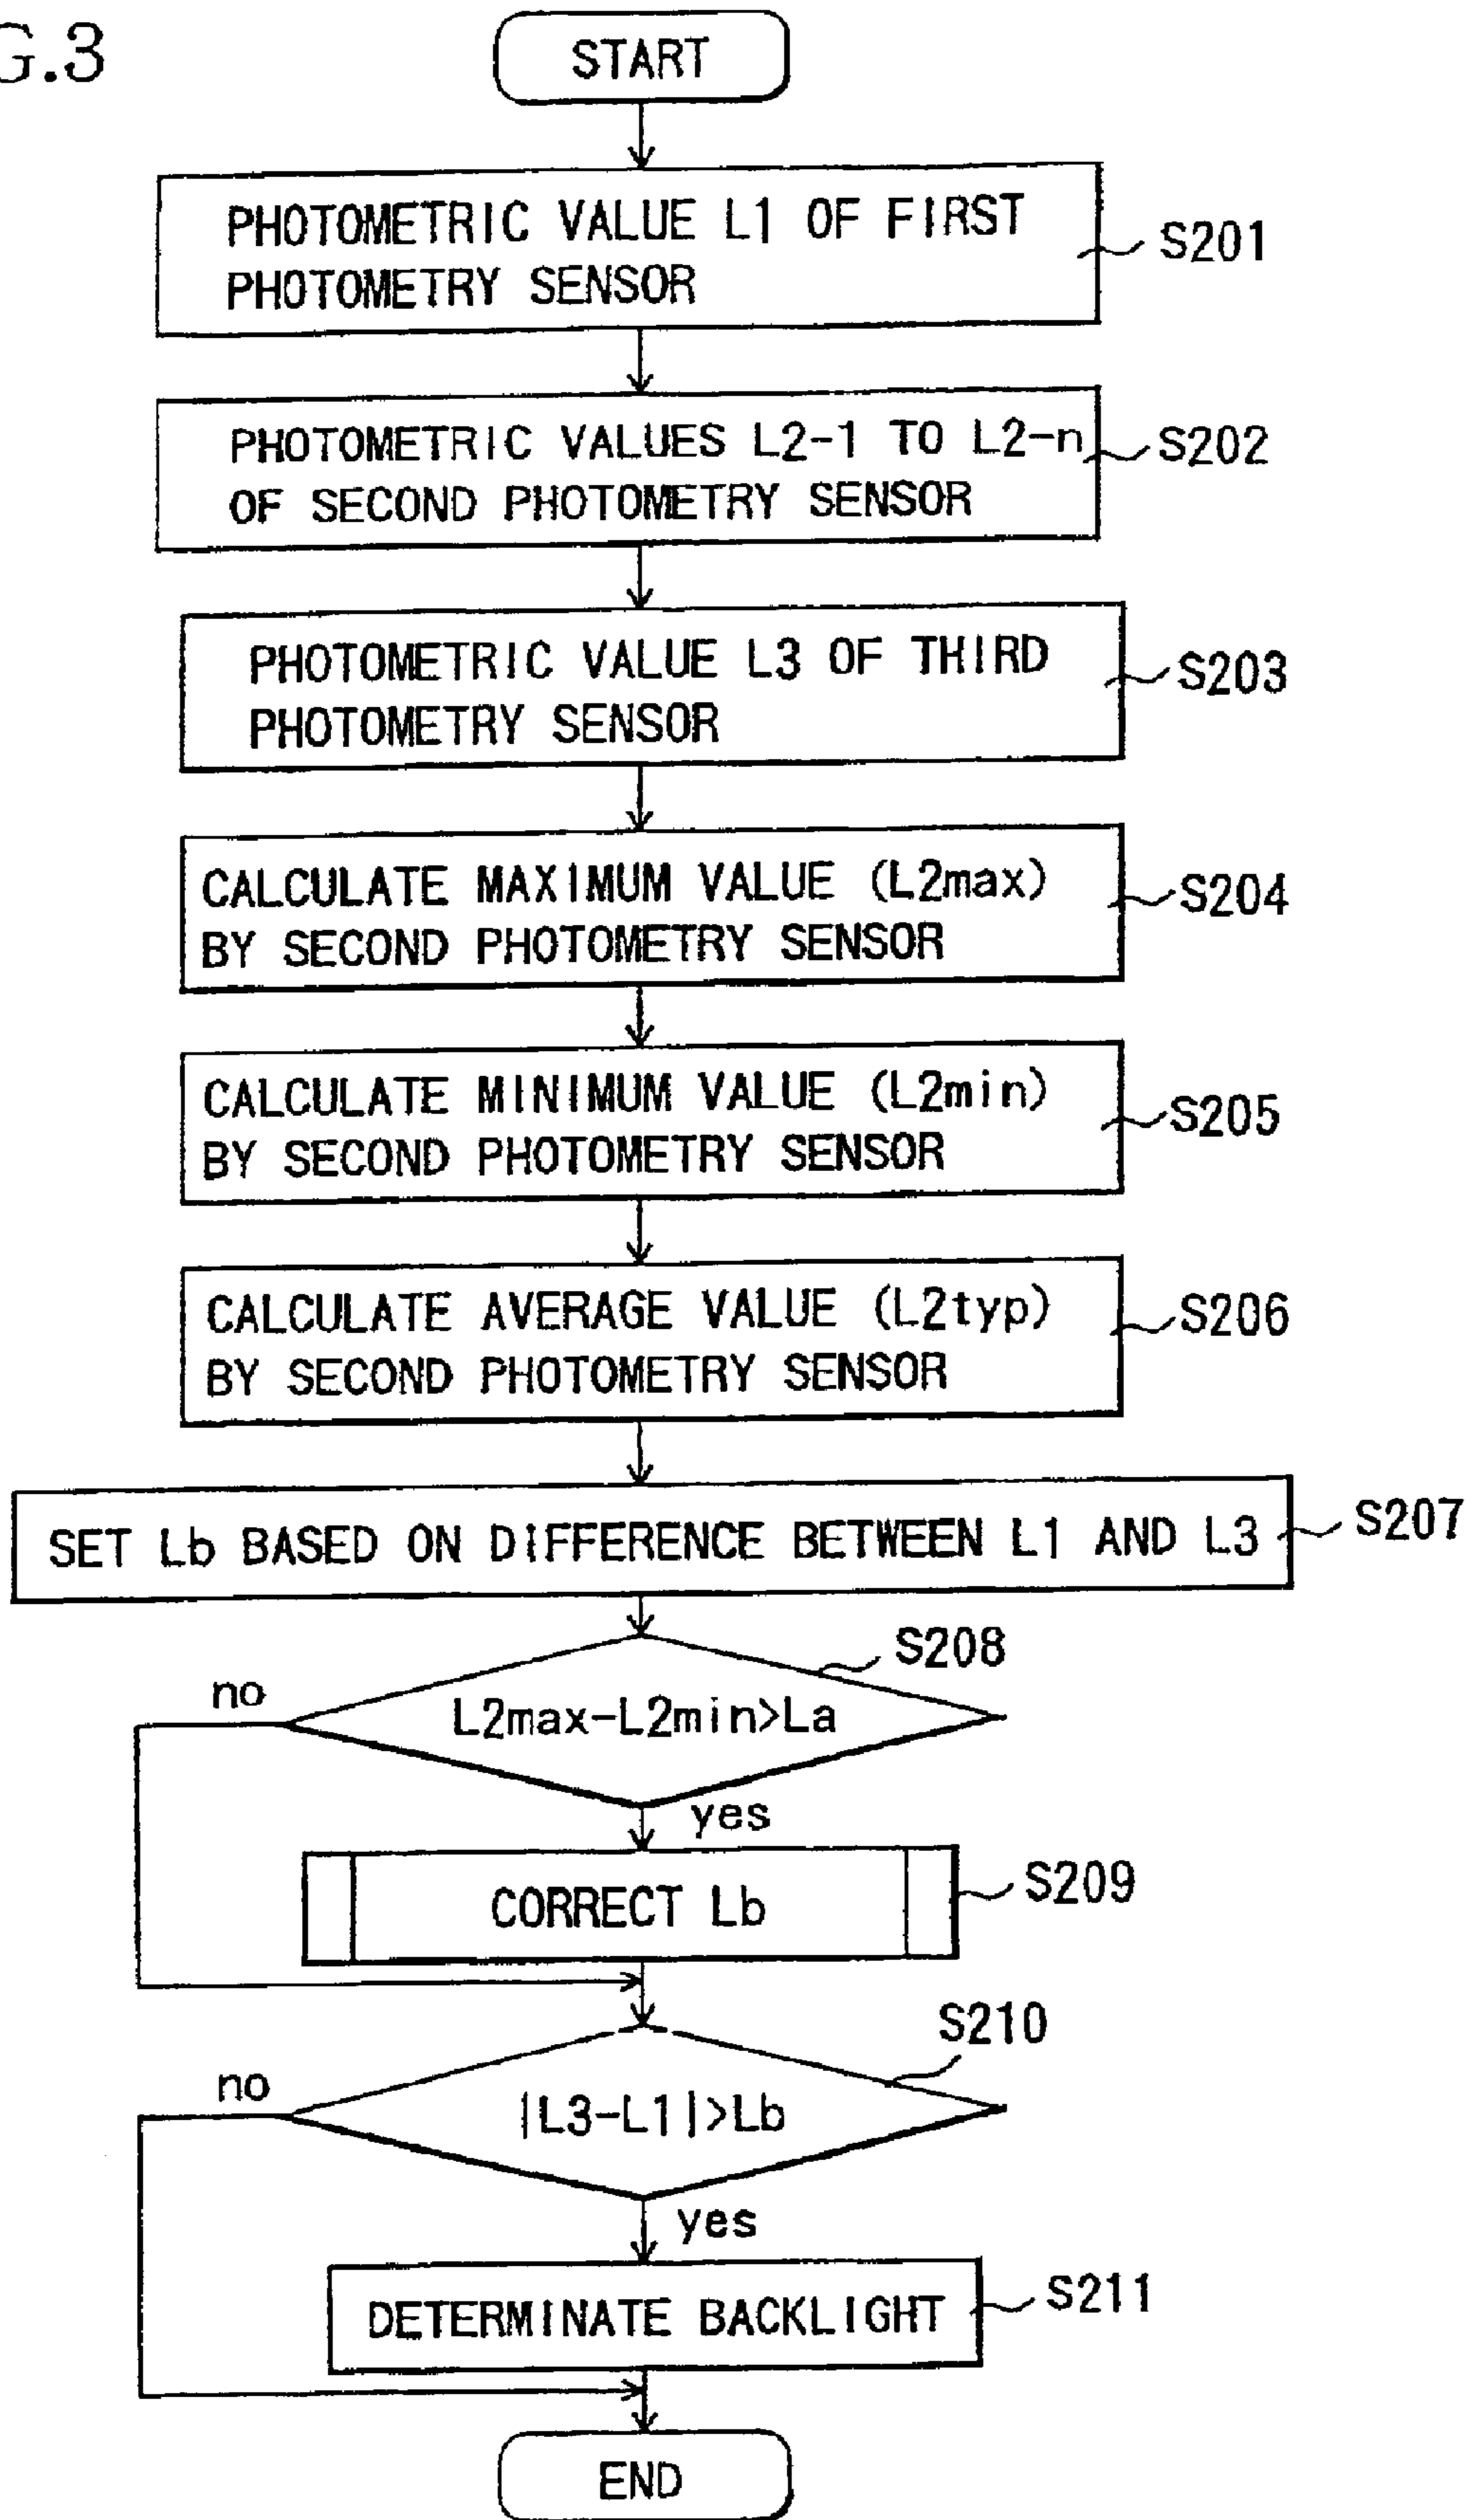 G.3
START
PHOTOMETRIC VALUE L1 OF FIRST
PHOTOMETRY SENSOR
S201
PHOTOMETRIC VALUES L2-1 TO L2-n
OF SECOND PHOTOMETRY SENSOR
S202
PHOTOMETRIC VALUE L3 OF THIRD
PHOTOMETRY SENSOR
S203
CALCULATE MAXIMUM VALUE (L2max)
BY SECOND PHOTOMETRY SENSOR
S204
CALCULATE MINIMUM VALUE (L2min)
BY SECOND PHOTOMETRY SENSOR
S205
CALCULATE AVERAGE VALUE (L2typ)
BY SECOND PHOTOMETRY SENSOR
S206
SET Lb BASED ON DIFFERENCE BETWEEN L1 AND L3
S207
S208
no
L2max-L2min>La
yes
CORRECT Lb
S209
S210
no
|L3-L1|>Lb
yes
DETERMINATE BACKLIGHT
S211
END